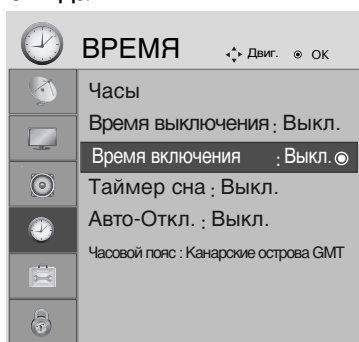 ВРЕМЯ Двиг. ОК
Часы
Время выключения : Выкл.
Время включения : Выкл.
Таймер сна : Выкл.
Авто-Откл. : Выкл.
Часовой пояс : Канарские острова GMT